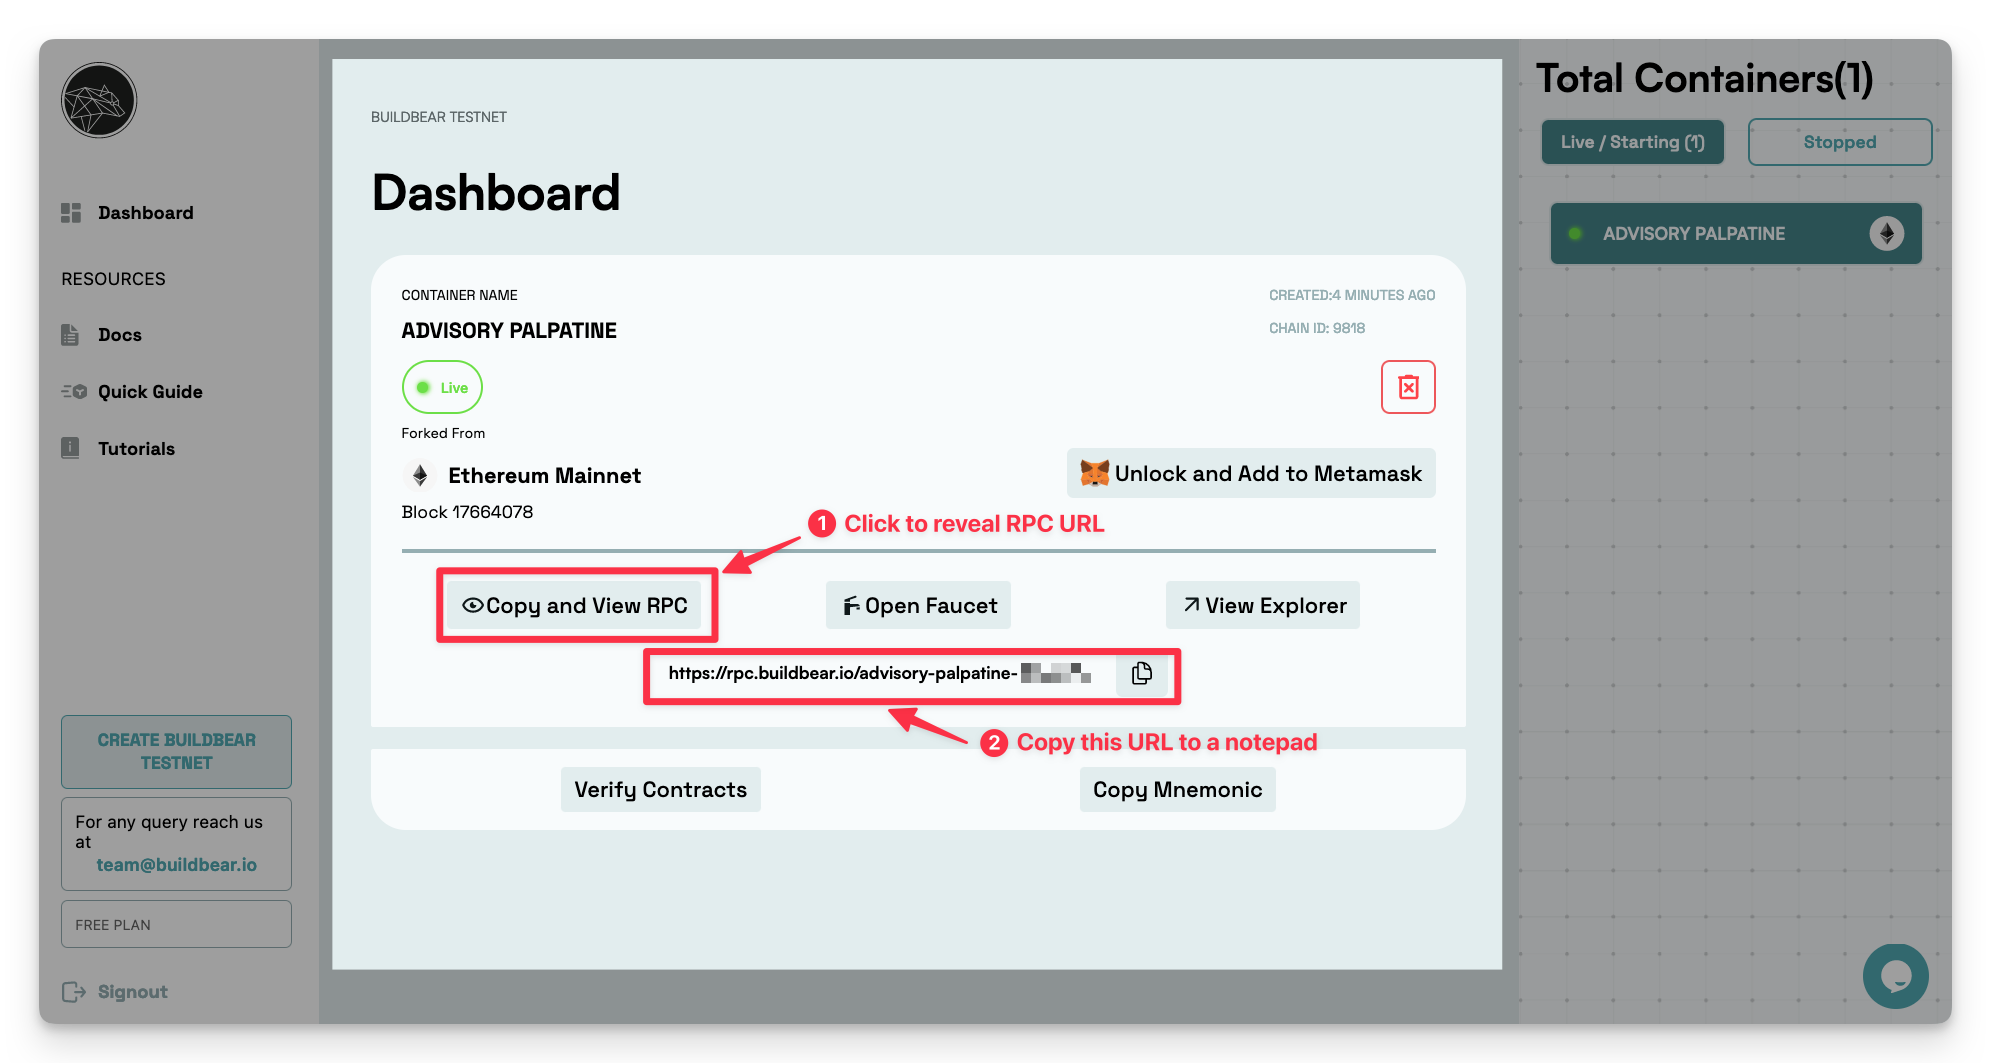 Dashboard
RESOURCES
Docs
Quick Guide
Tutorials
CREATE BUILDBEAR
TESTNET
For any query reach us
at
team@buildbear.io
FREE PLAN
Signout
BUILDBEAR TESTNET
Dashboard
CONTAINER NAME
CREATED:4 MINUTES AGO
ADVISORY PALPATINE
CHAIN ID: 9818
Live
Forked From
Ethereum Mainnet
Unlock and Add to Metamask
Block 17664078
1 Click to reveal RPC URL
Copy and View RPC
Open Faucet
View Explorer
https://rpc.buildbear.io/advisory-palpatine-
2 Copy this URL to a notepad
Verify Contracts
Copy Mnemonic
Total Containers(1)
Live / Starting (1)
Stopped
ADVISORY PALPATINE